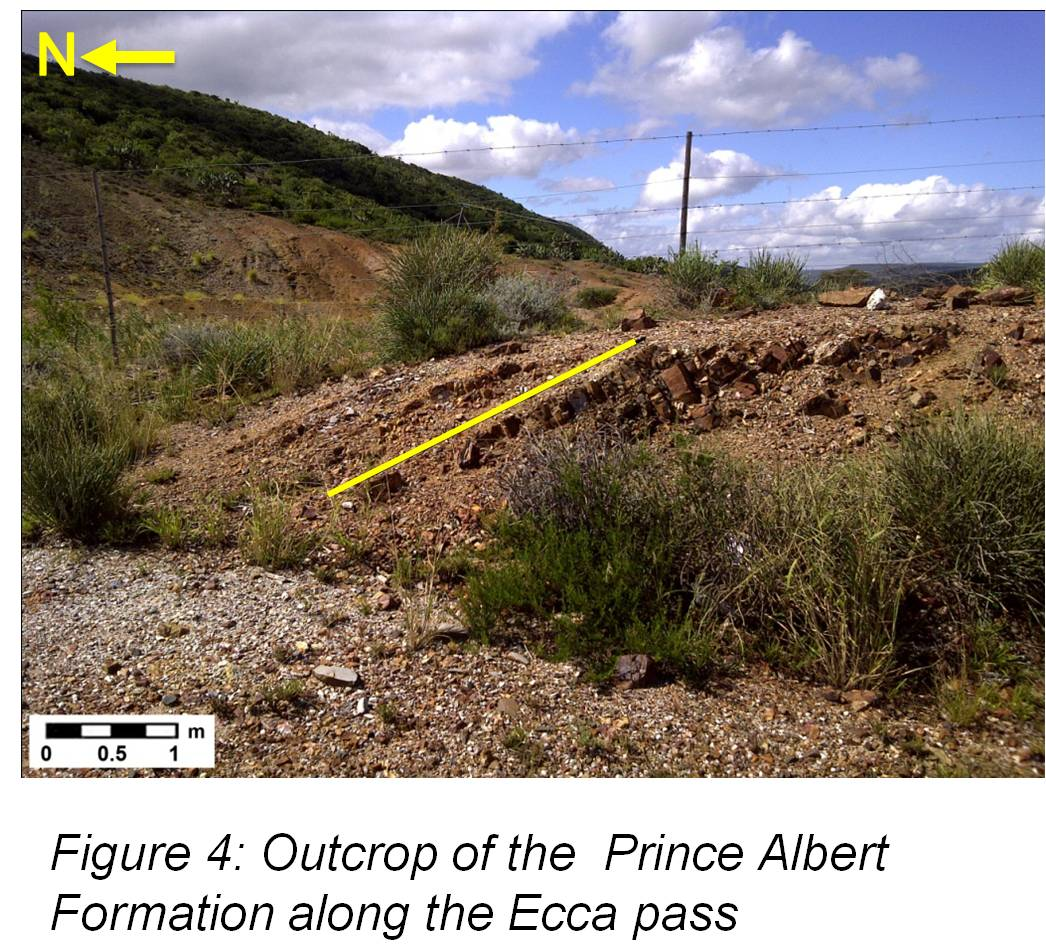 N
m
0 0.5 1
Figure 4: Outcrop of the Prince Albert
Formation along the Ecca pass